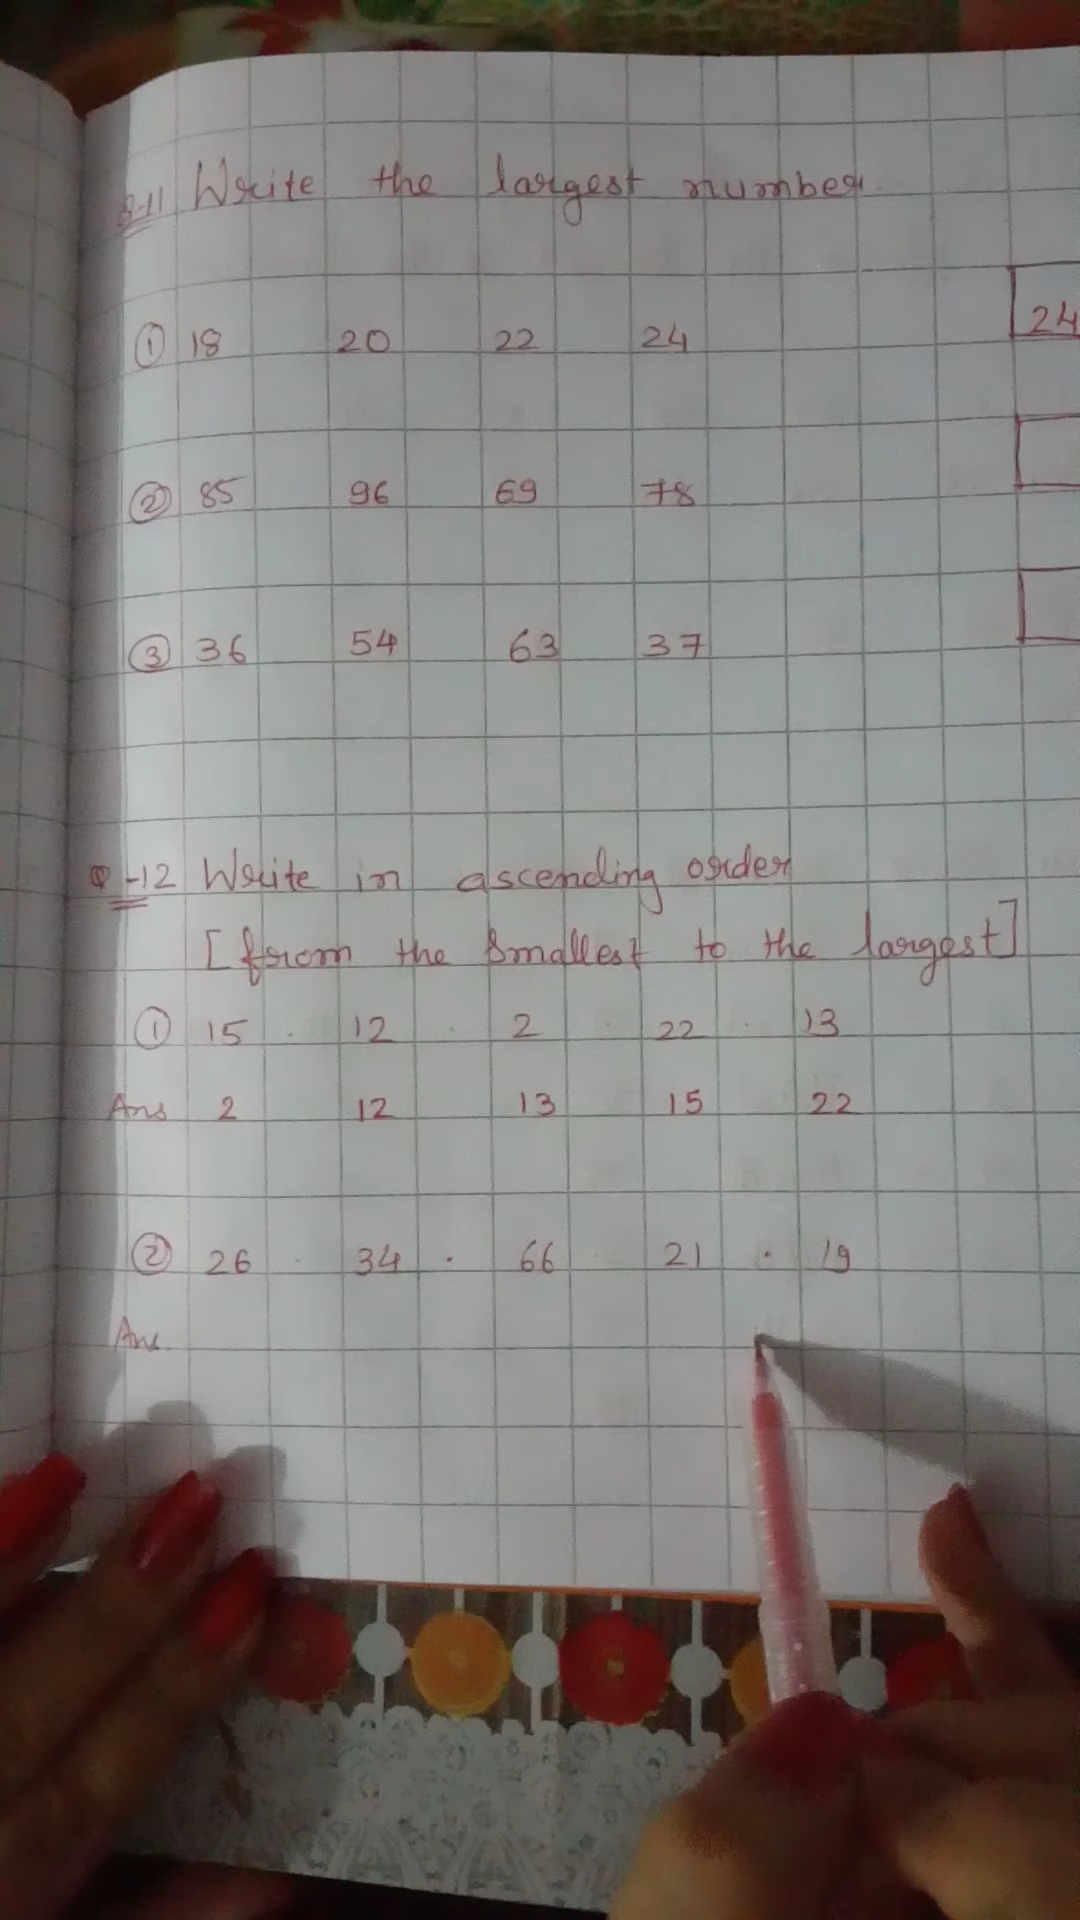 Q-11 Write the largest number
① 18 20 22 24 24
② 85 96 69 78
③ 36 54 63 37
Q-12 Write in ascending order
[from the smallest to the largest]
① 15 . 12 . 2 . 22 . 13
Ans 2 12 13 15 22
② 26 . 34 . 66 . 21 . 19
Ans.